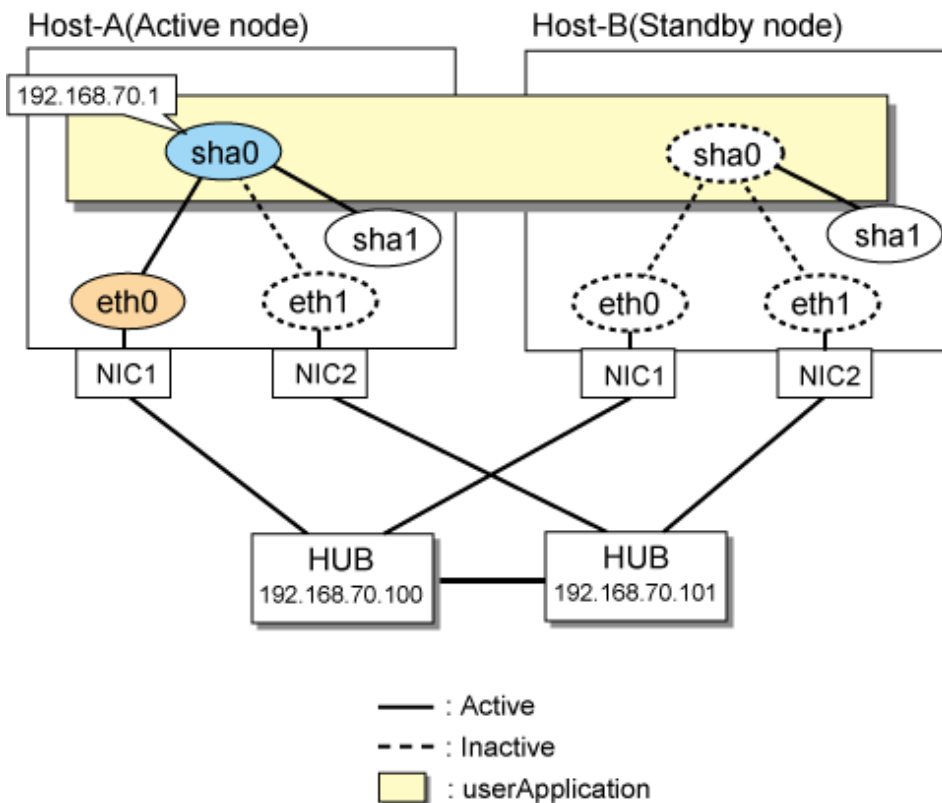 Host-A(Active node)
Host-B(Standby node)
192.168.70.1
sha0
sha0
sha1
sha1
eth0
eth1
eth0
eth1
NIC1
NIC2
NIC1
NIC2
HUB
192.168.70.100
HUB
192.168.70.101
: Active
: Inactive
: userApplication